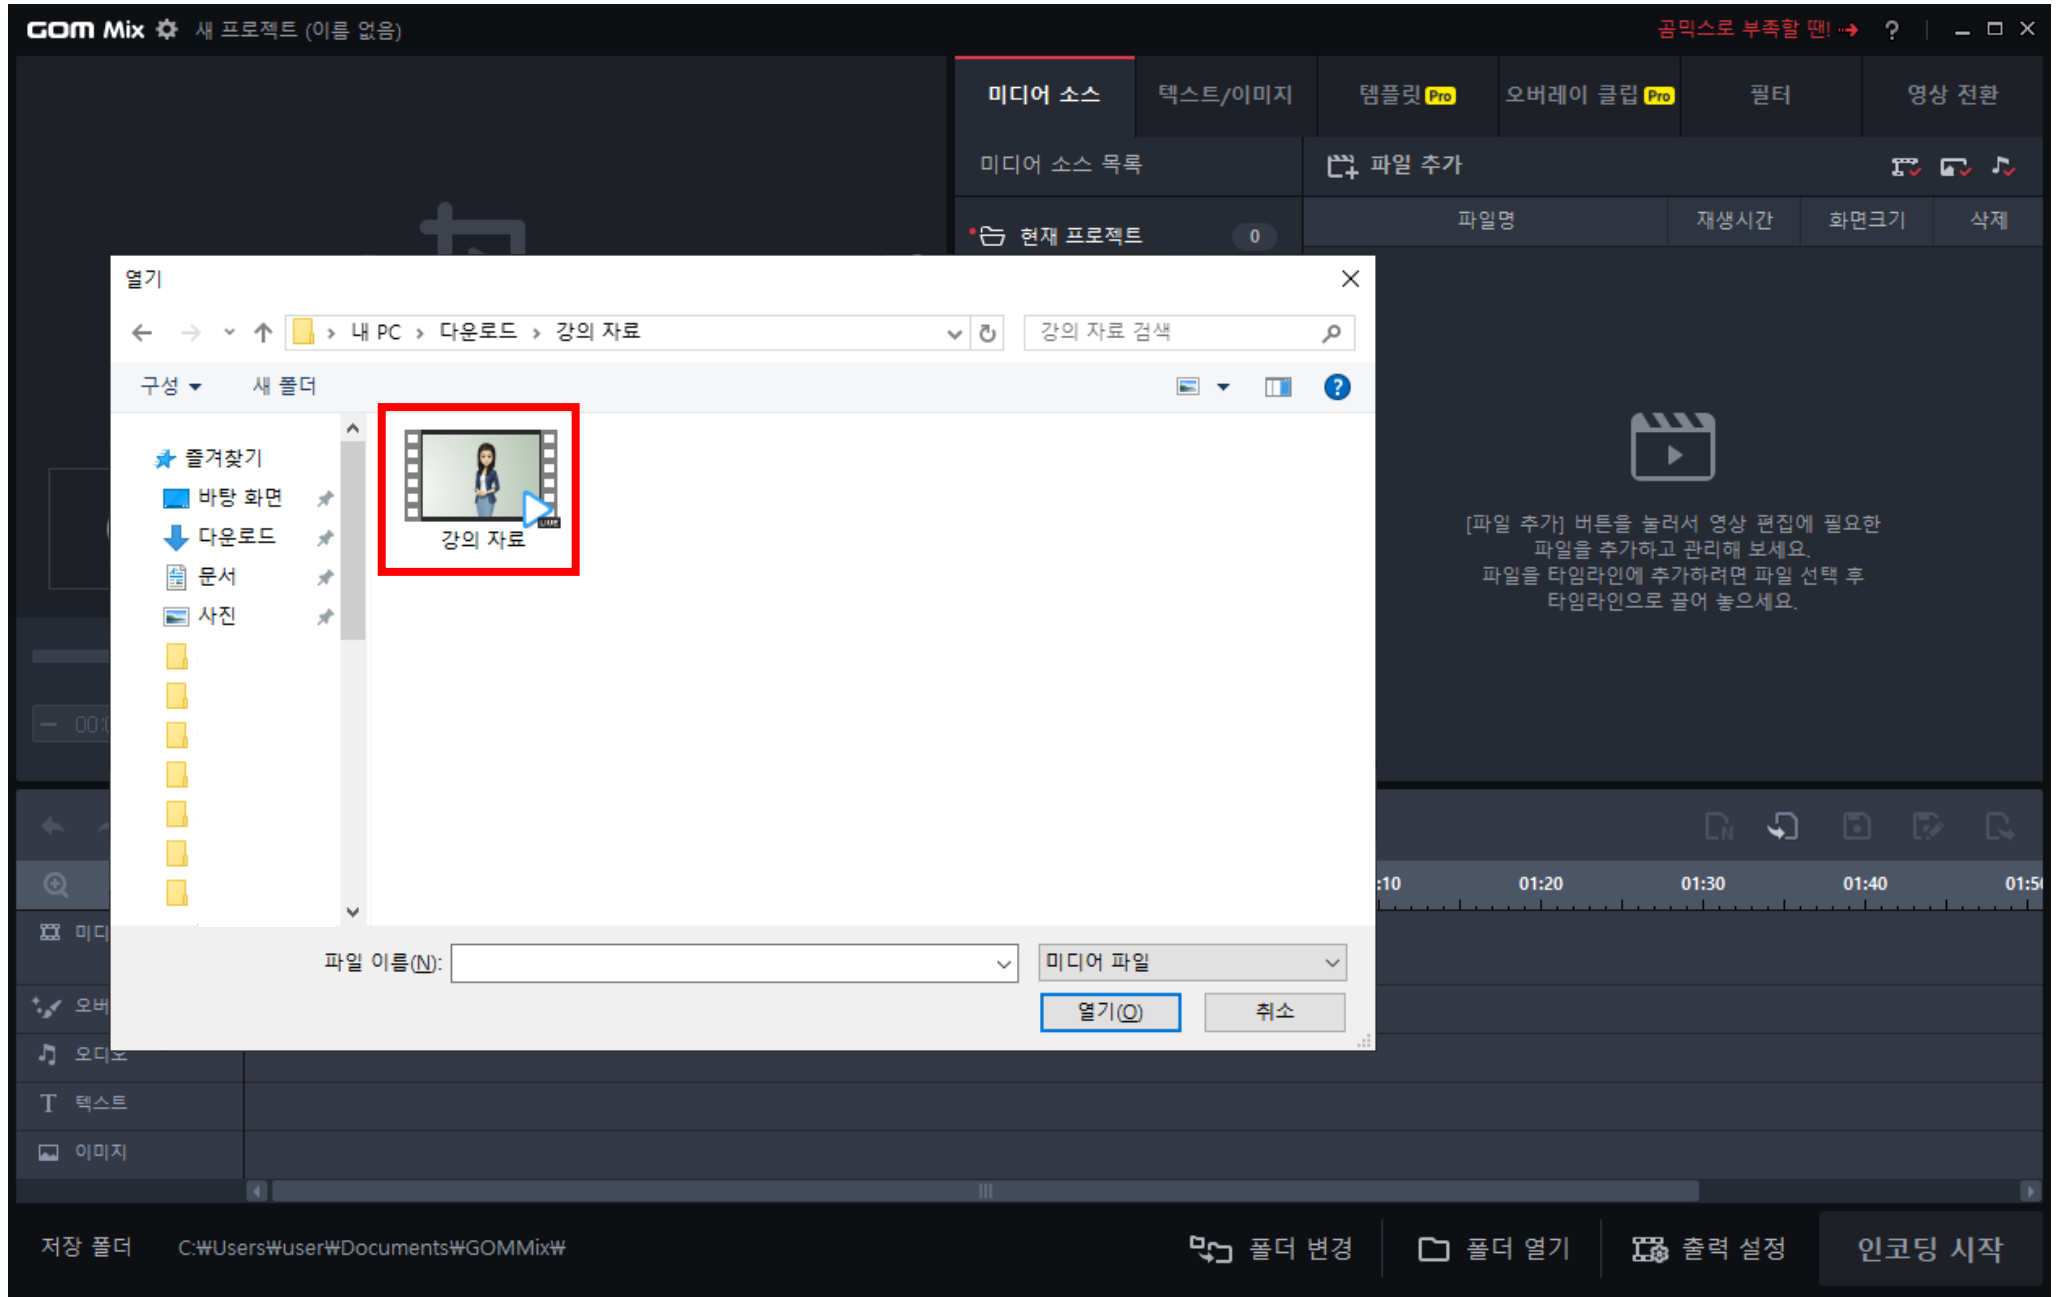 GOM Mix 새 프로젝트 (이름 없음)
곰믹스로 부족할 땐!
미디어 소스
텍스트/이미지
템플릿 Pro
오버레이 클립 Pro
필터
영상 전환
미디어 소스 목록
파일 추가
현재 프로젝트 0
파일명 재생시간 화면크기 삭제
[파일 추가] 버튼을 눌러서 영상 편집에 필요한
파일을 추가하고 관리해 보세요.
파일을 타임라인에 추가하려면 파일 선택 후
타임라인으로 끌어 놓으세요.
열기
내 PC › 다운로드 › 강의 자료
강의 자료 검색
구성 새 폴더
즐겨찾기
바탕 화면
다운로드
문서
사진
LIVE
강의 자료
파일 이름(N):
미디어 파일
열기(O) 취소
:10 01:20 01:30 01:40
오디오
T 텍스트
이미지
저장 폴더 C:₩Users₩user₩Documents₩GOMMix₩
폴더 변경
폴더 열기
출력 설정
인코딩 시작